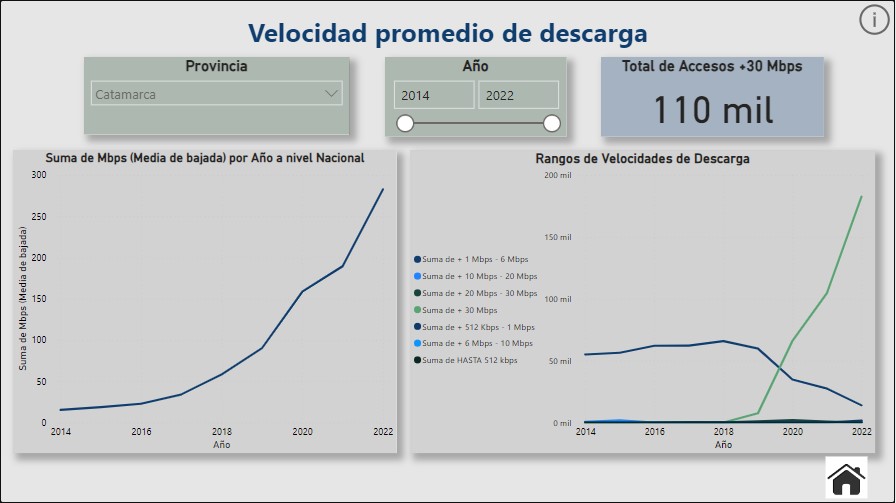 Velocidad promedio de descarga
i
Provincia
Catamarca
Año
2014
2022
Total de Accesos +30 Mbps
110 mil
Suma de Mbps (Media de bajada) por Año a nivel Nacional
Suma de Mbps (Media de bajada)
300
250
200
150
100
50
0
2014
2016
2018
2020
2022
Año
Rangos de Velocidades de Descarga
Suma de + 1 Mbps - 6 Mbps
Suma de + 10 Mbps - 20 Mbps
Suma de + 20 Mbps - 30 Mbps
Suma de + 30 Mbps
Suma de + 512 Kbps - 1 Mbps
Suma de + 6 Mbps - 10 Mbps
Suma de HASTA 512 kbps
200 mil
150 mil
100 mil
50 mil
0 mil
2014
2016
2018
2020
2022
Año